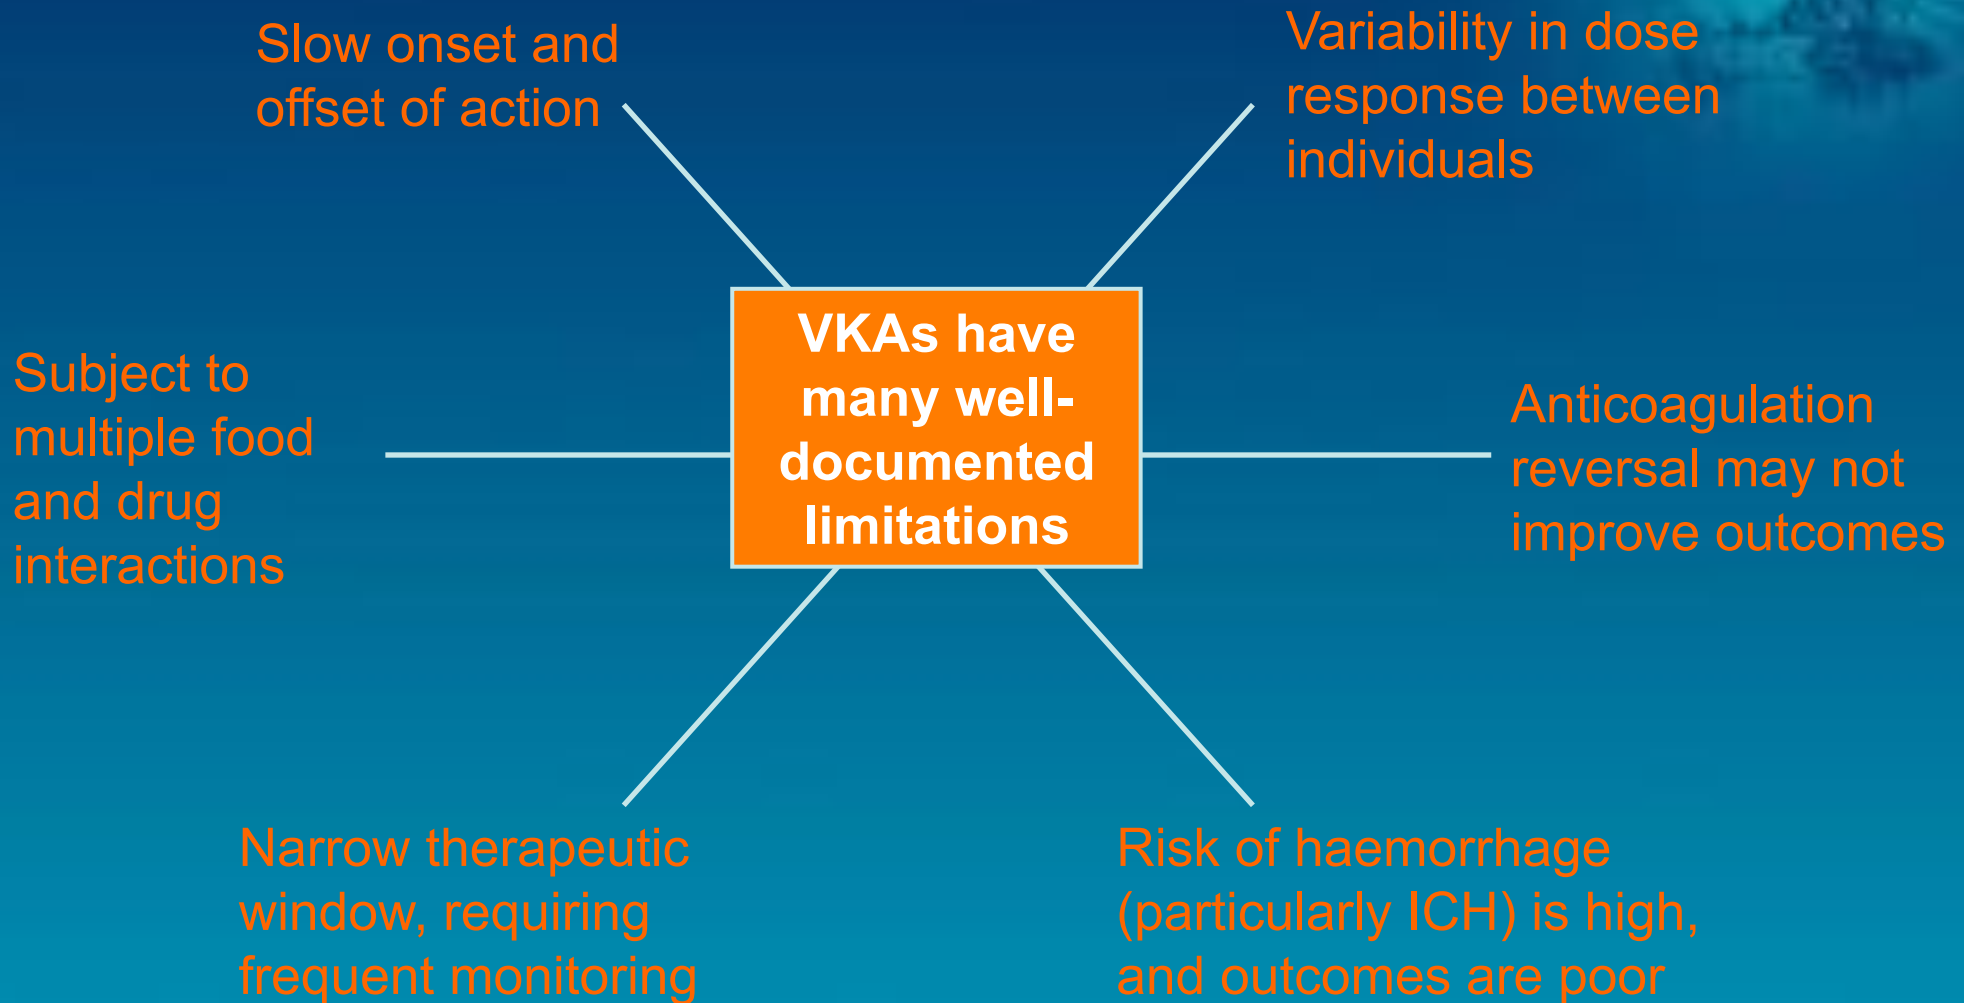 Slow onset and
offset of action
Variability in dose
response between
individuals
VKAs have
many well-
documented
limitations
Subject to
multiple food
and drug
interactions
Anticoagulation
reversal may not
improve outcomes
Narrow therapeutic
window, requiring
frequent monitoring
Risk of haemorrhage
(particularly ICH) is high,
and outcomes are poor